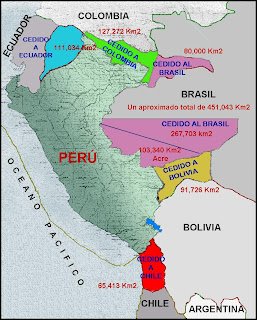 COLOMBIA
127,272 Km2
ECUADOR
CEDIDO
A
ECUADOR
111,034 Km2
CEDIDO A
COLOMBIA
80,000 Km2
CEDIDO AL
BRASIL
BRASIL
Un aproximado total de 451,043 Km2
CEDIDO AL BRASIL
267,703 km2
PERÚ
103,340 Km2
Acre
CEDIDO A
BOLIVIA
91,726 Km2
OCEANO PACIFICO
BOLIVIA
CEDIDO
A
CHILE
65,413 Km2
CHILE
ARGENTINA